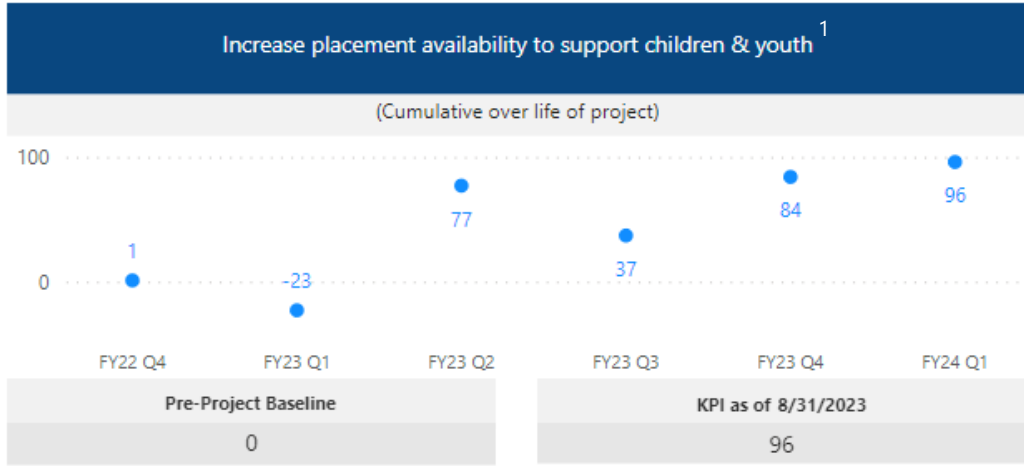 Increase placement availability to support children & youth 1
(Cumulative over life of project)
100
0
1
-23
77
37
84
96
FY22 Q4 FY23 Q1 FY23 Q2 FY23 Q3 FY23 Q4 FY24 Q1
Pre-Project Baseline
0
KPI as of 8/31/2023
96